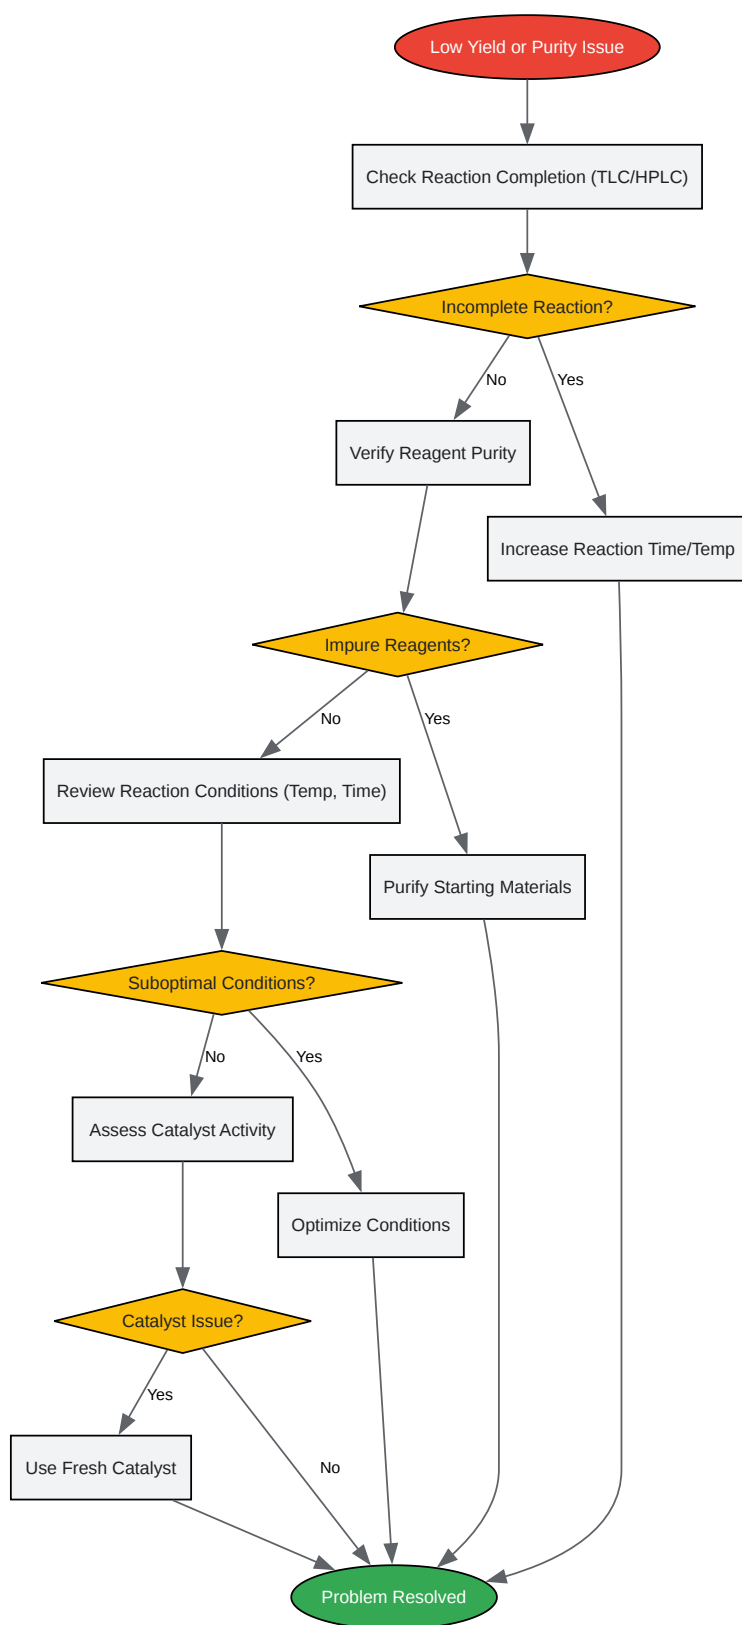 Low Yield or Purity Issue
Check Reaction Completion (TLC/HPLC)
Incomplete Reaction?
No
Yes
Verify Reagent Purity
Increase Reaction Time/Temp
Impure Reagents?
No
Yes
Review Reaction Conditions (Temp, Time)
Purify Starting Materials
Suboptimal Conditions?
No
Yes
Assess Catalyst Activity
Optimize Conditions
Catalyst Issue?
Yes
Use Fresh Catalyst
No
Problem Resolved